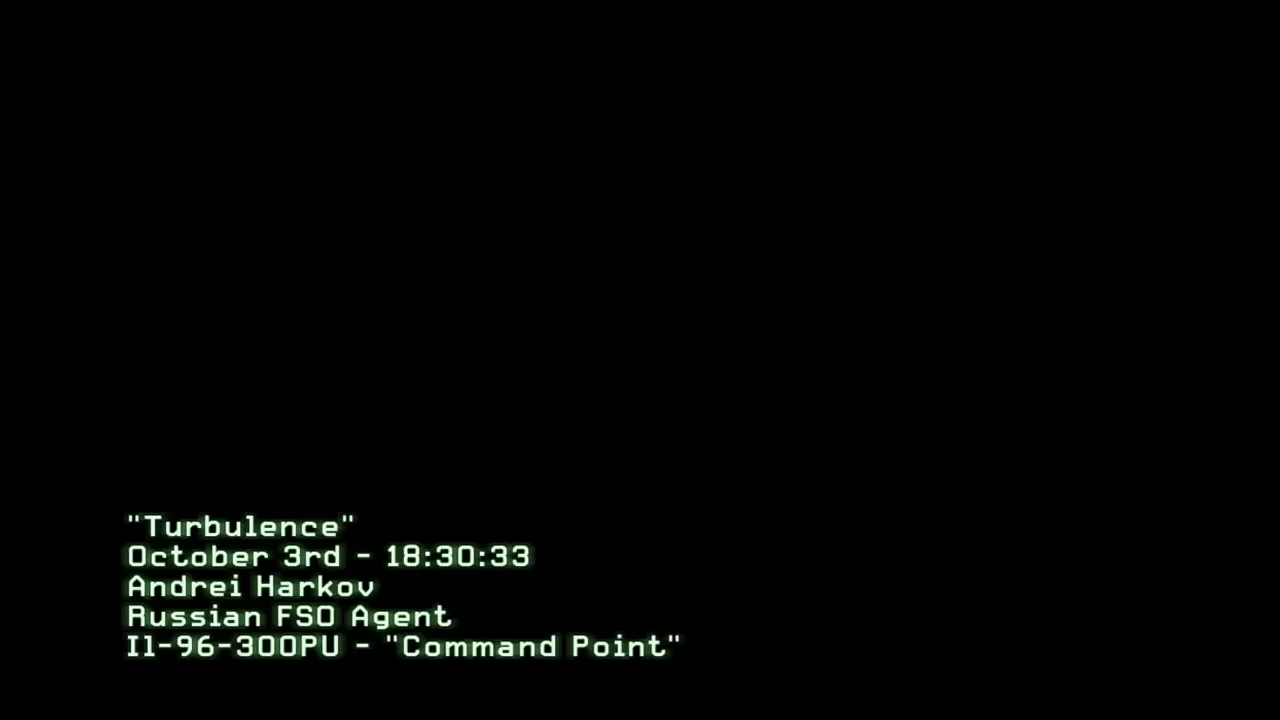 "Turbulence"
October 3rd - 18:30:33
Andrei Harkov
Russian FSO Agent
Il-96-300PU - "Command Point"